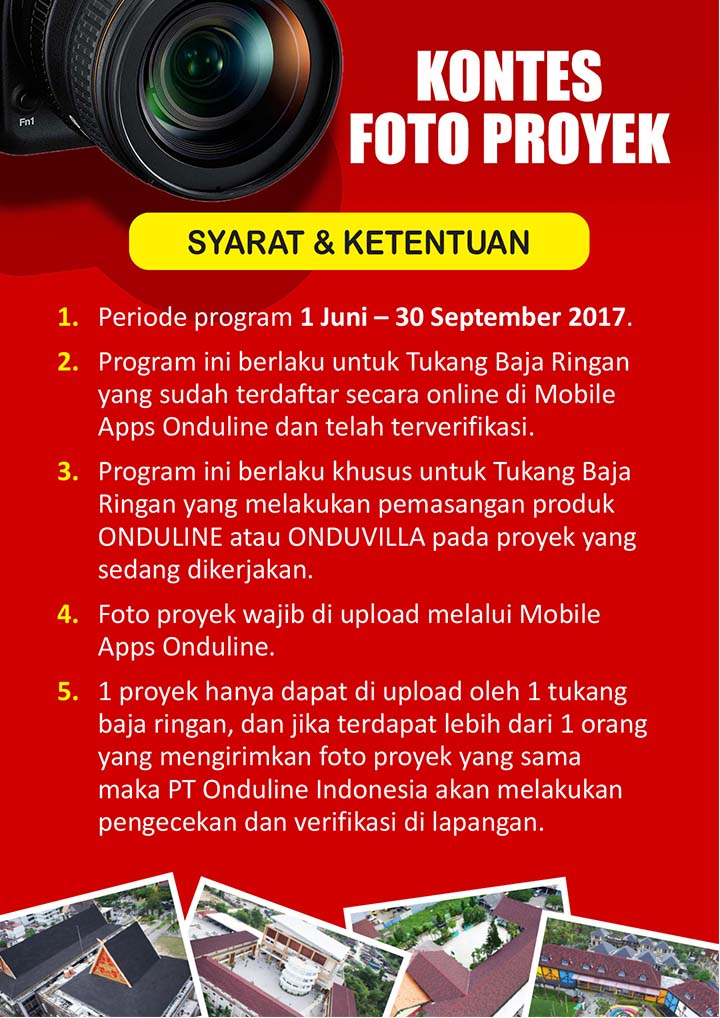 Fn1
KONTES
FOTO PROYEK
SYARAT & KETENTUAN
1. Periode program 1 Juni – 30 September 2017.
2. Program ini berlaku untuk Tukang Baja Ringan
yang sudah terdaftar secara online di Mobile
Apps Onduline dan telah terverifikasi.
3. Program ini berlaku khusus untuk Tukang Baja
Ringan yang melakukan pemasangan produk
ONDULINE atau ONDUVILLA pada proyek yang
sedang dikerjakan.
4. Foto proyek wajib di upload melalui Mobile
Apps Onduline.
5. 1 proyek hanya dapat di upload oleh 1 tukang
baja ringan, dan jika terdapat lebih dari 1 orang
yang mengirimkan foto proyek yang sama
maka PT Onduline Indonesia akan melakukan
pengecekan dan verifikasi di lapangan.